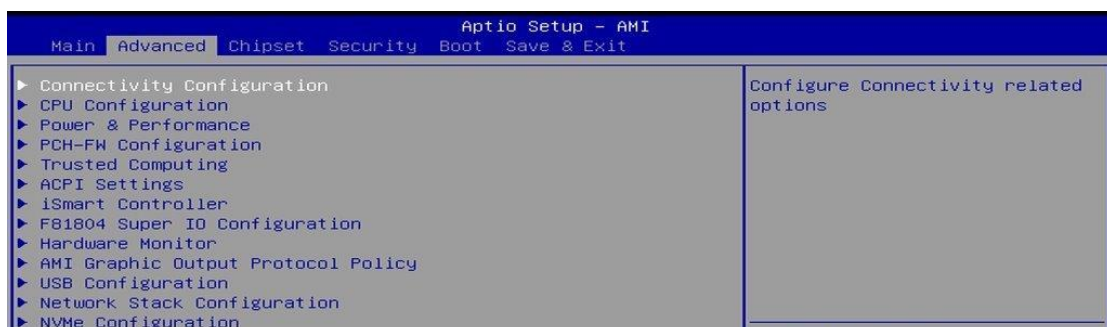 Aptio Setup – AMI
Main Advanced Chipset Security Boot Save & Exit
Connectivity Configuration
CPU Configuration
Power & Performance
PCH-FW Configuration
Trusted Computing
ACPI Settings
iSmart Controller
F81804 Super IO Configuration
Hardware Monitor
AMI Graphic Output Protocol Policy
USB Configuration
Network Stack Configuration
NVMe Configuration
Configure Connectivity related
options